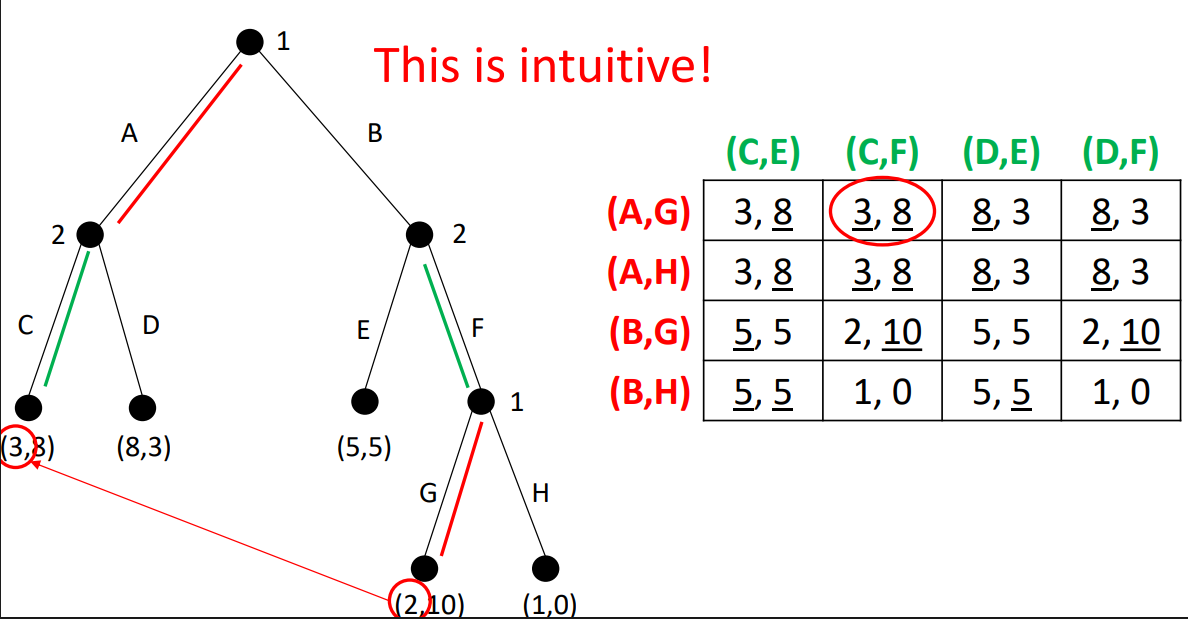 1
This is intuitive!
A
B
2
2
C
D
E
F
(3,8)
(8,3)
(5,5)
1
G
H
(2,10)
(1,0)
(C,E) (C,F) (D,E) (D,F)
(A,G) 3, 8 3, 8 8, 3 8, 3
(A,H) 3, 8 3, 8 8, 3 8, 3
(B,G) 5, 5 2, 10 5, 5 2, 10
(B,H) 5, 5 1, 0 5, 5 1, 0